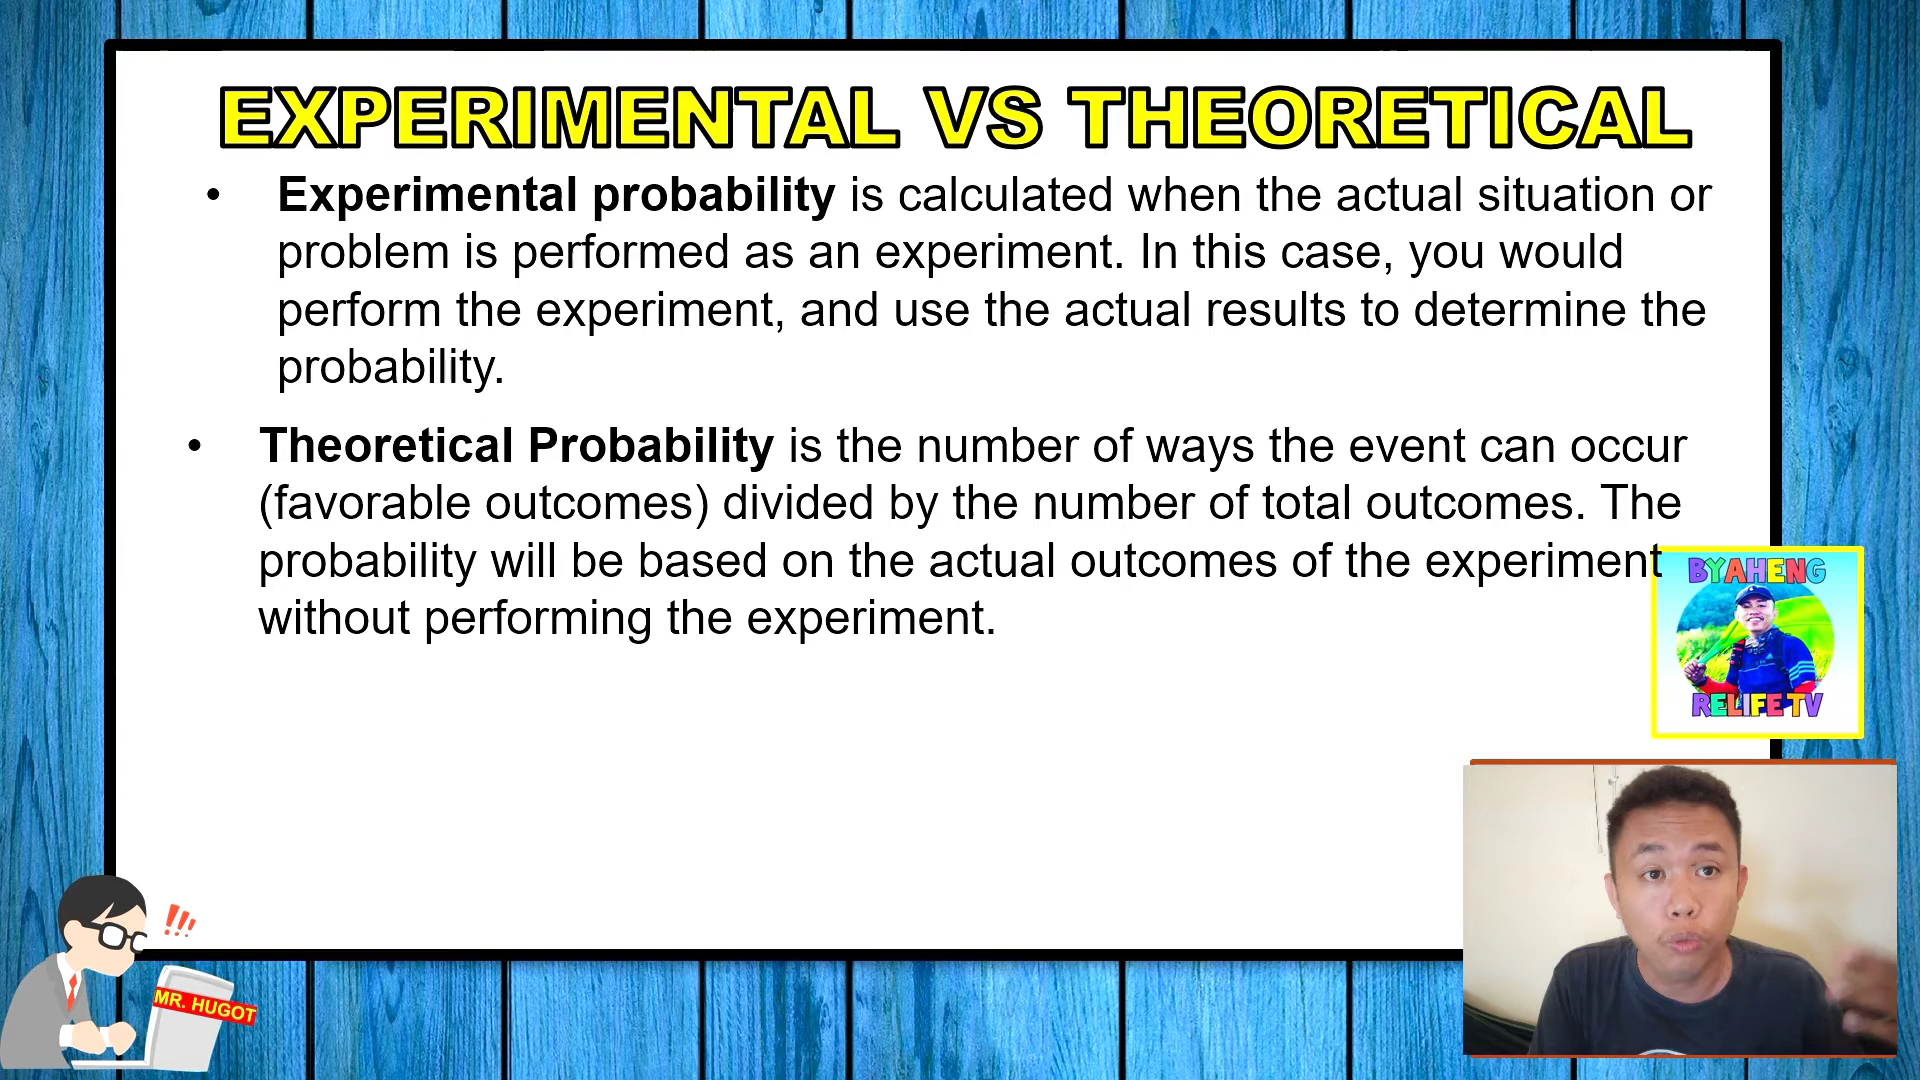 EXPERIMENTAL VS THEORETICAL
• Experimental probability is calculated when the actual situation or
problem is performed as an experiment. In this case, you would
perform the experiment, and use the actual results to determine the
probability.
• Theoretical Probability is the number of ways the event can occur
(favorable outcomes) divided by the number of total outcomes. The
probability will be based on the actual outcomes of the experiment
without performing the experiment.
BYAHENG
RELIFE TV
!!!
MR. HUGOT